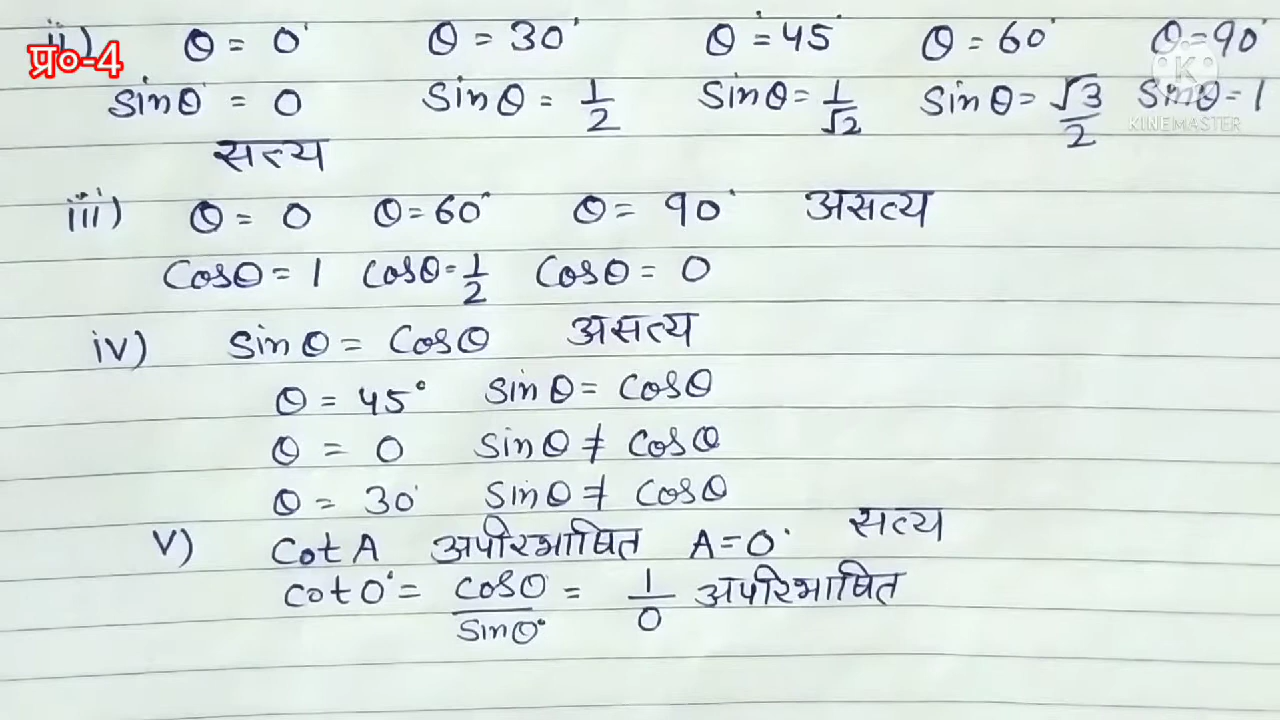 ii) θ = 0° θ = 30° θ = 45° θ = 60° θ = 90°
प्र०-4
sinθ = 0 sinθ = 1/2 sinθ = 1/√2 sinθ = √3/2 sinθ = 1
KINEMASTER
सत्य
iii) θ = 0 θ = 60° θ = 90° असत्य
cosθ = 1 cosθ = 1/2 cosθ = 0
iv) sinθ = cosθ असत्य
θ = 45° sinθ = cosθ
θ = 0 sinθ ≠ cosθ
θ = 30° sinθ ≠ cosθ
v) cot A अपरिभाषित A = 0° सत्य
cot 0° = cos0/sin0° = 1/0 अपरिभाषित